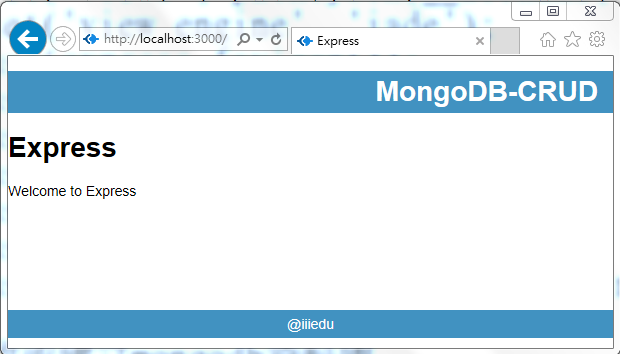 http://localhost:3000/
Express
MongoDB-CRUD
Express
Welcome to Express
@iiiedu